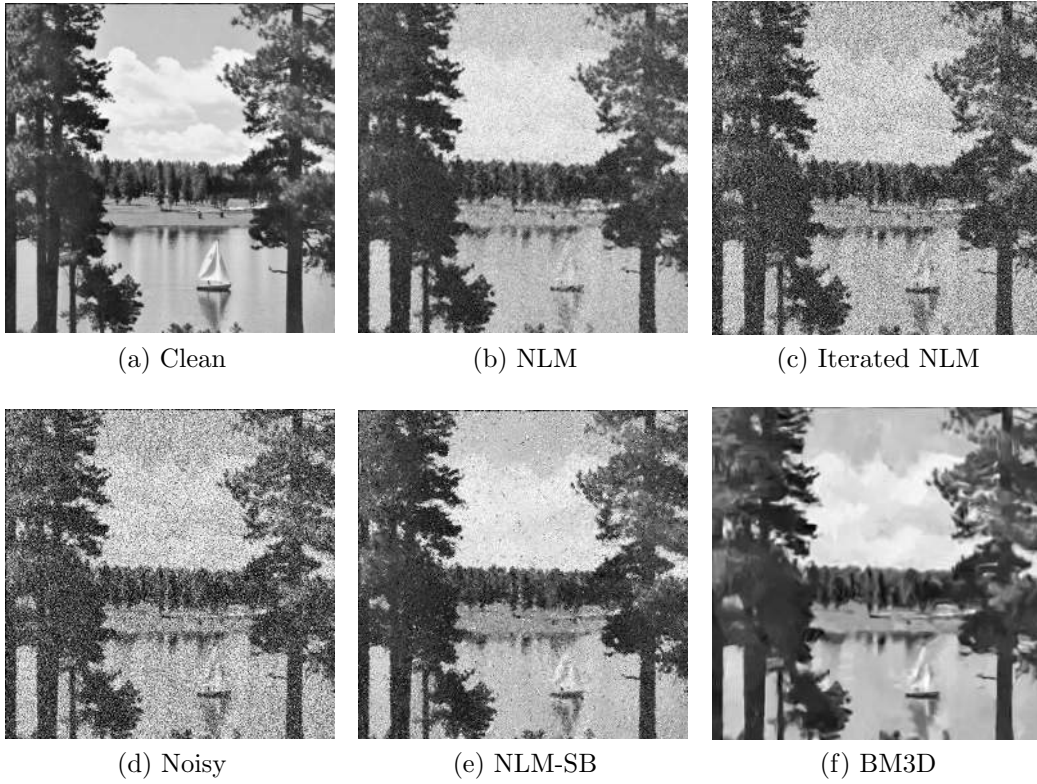 (a) Clean
(b) NLM
(c) Iterated NLM
(d) Noisy
(e) NLM-SB
(f) BM3D